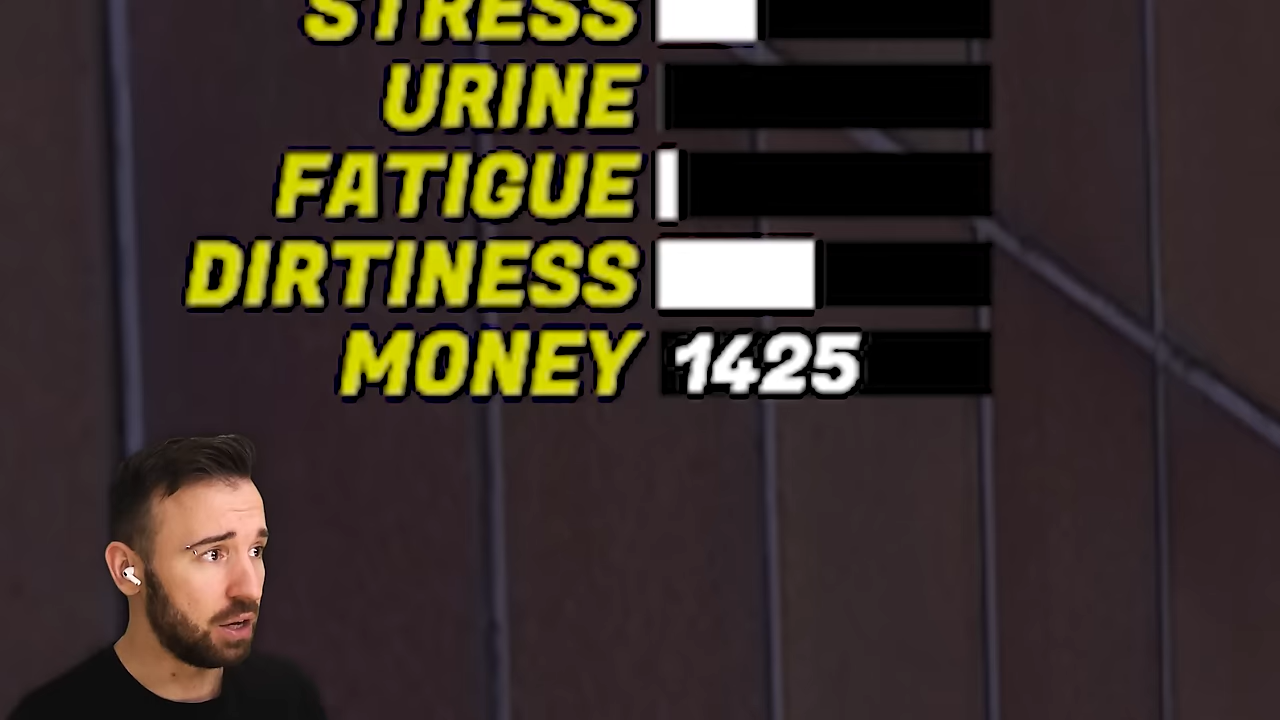 STRESS
URINE
FATIGUE
DIRTINESS
MONEY 1425